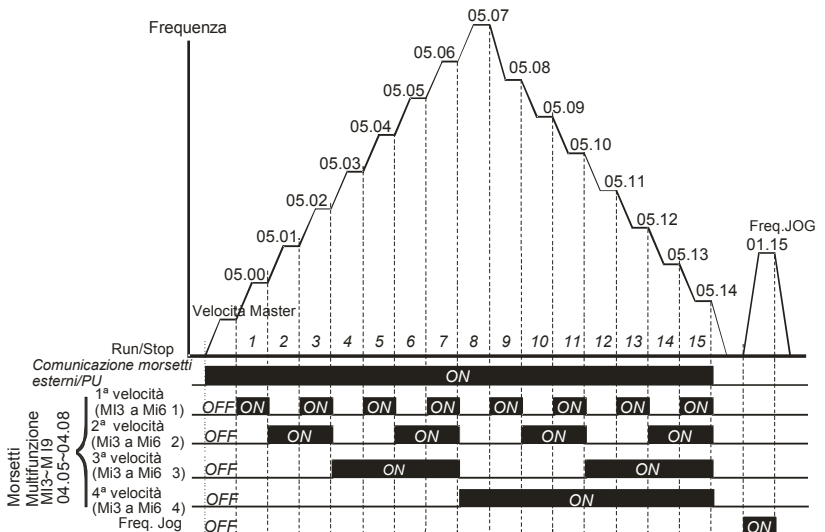 Frequenza
05.07
05.06
05.08
05.05
05.09
05.04
05.10
05.03
05.11
05.02
05.12
Freq.JOG
01.15
05.01
05.13
05.00
05.14
Velocità Master
Run/Stop
1 2 3 4 5 6 7 8 9 10 11 12 13 14 15
Comunicazione morsetti
esterni/PU
ON
Morsetti
Multifunzione
MI3~MI9
04.05~04.08
1ª velocità
(MI3 a Mi6 1)
OFF ON ON ON ON ON ON ON ON
2ª velocità
(Mi3 a Mi6 2)
OFF ON ON ON ON
3ª velocità
(Mi3 a Mi6 3)
OFF ON ON
4ª velocità
(Mi3 a Mi6 4)
OFF ON
Freq. Jog
OFF ON